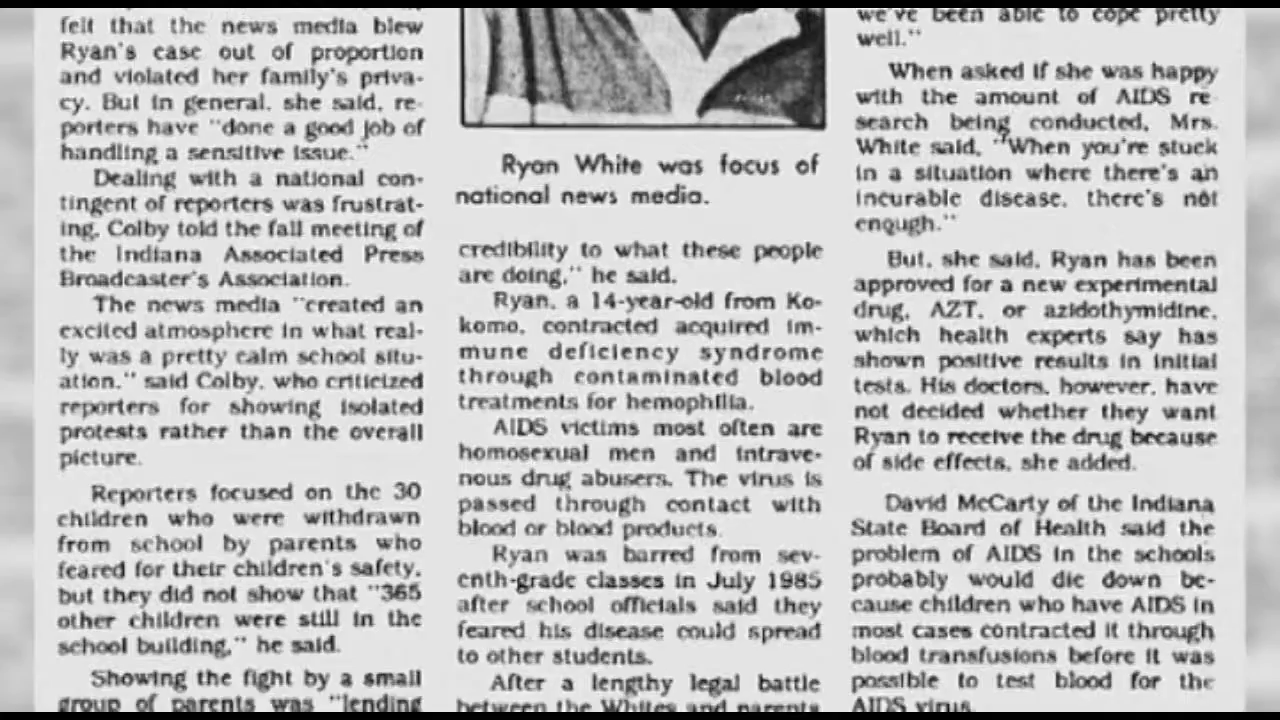 felt that the news media blew
Ryan's case out of proportion
and violated her family's priva-
cy. But in general, she said, re-
porters have "done a good job of
handling a sensitive issue."
Dealing with a national con-
tingent of reporters was frustrat-
ing, Colby told the fall meeting of
the Indiana Associated Press
Broadcaster's Association.
The news media "created an
excited atmosphere in what real-
ly was a pretty calm school situ-
ation," said Colby, who criticized
reporters for showing isolated
protests rather than the overall
picture.
Reporters focused on the 30
children who were withdrawn
from school by parents who
feared for their children's safety,
but they did not show that "365
other children were still in the
school building," he said.
Showing the fight by a small
group of parents was "lending
Ryan White was focus of
national news media.
credibility to what these people
are doing," he said.
Ryan, a 14-year-old from Ko-
komo, contracted acquired im-
mune deficiency syndrome
through contaminated blood
treatments for hemophilia.
AIDS victims most often are
homosexual men and intrave-
nous drug abusers. The virus is
passed through contact with
blood or blood products.
Ryan was barred from sev-
enth-grade classes in July 1985
after school officials said they
feared his disease could spread
to other students.
After a lengthy legal battle
between the Whites and parents
we've been able to cope pretty
well."
When asked if she was happy
with the amount of AIDS re-
search being conducted, Mrs.
White said, "When you're stuck
in a situation where there's an
incurable disease, there's not
enough."
But, she said, Ryan has been
approved for a new experimental
drug, AZT, or azidothymidine,
which health experts say has
shown positive results in initial
tests. His doctors, however, have
not decided whether they want
Ryan to receive the drug because
of side effects, she added.
David McCarty of the Indiana
State Board of Health said the
problem of AIDS in the schools
probably would die down be-
cause children who have AIDS in
most cases contracted it through
blood transfusions before it was
possible to test blood for the
AIDS virus.